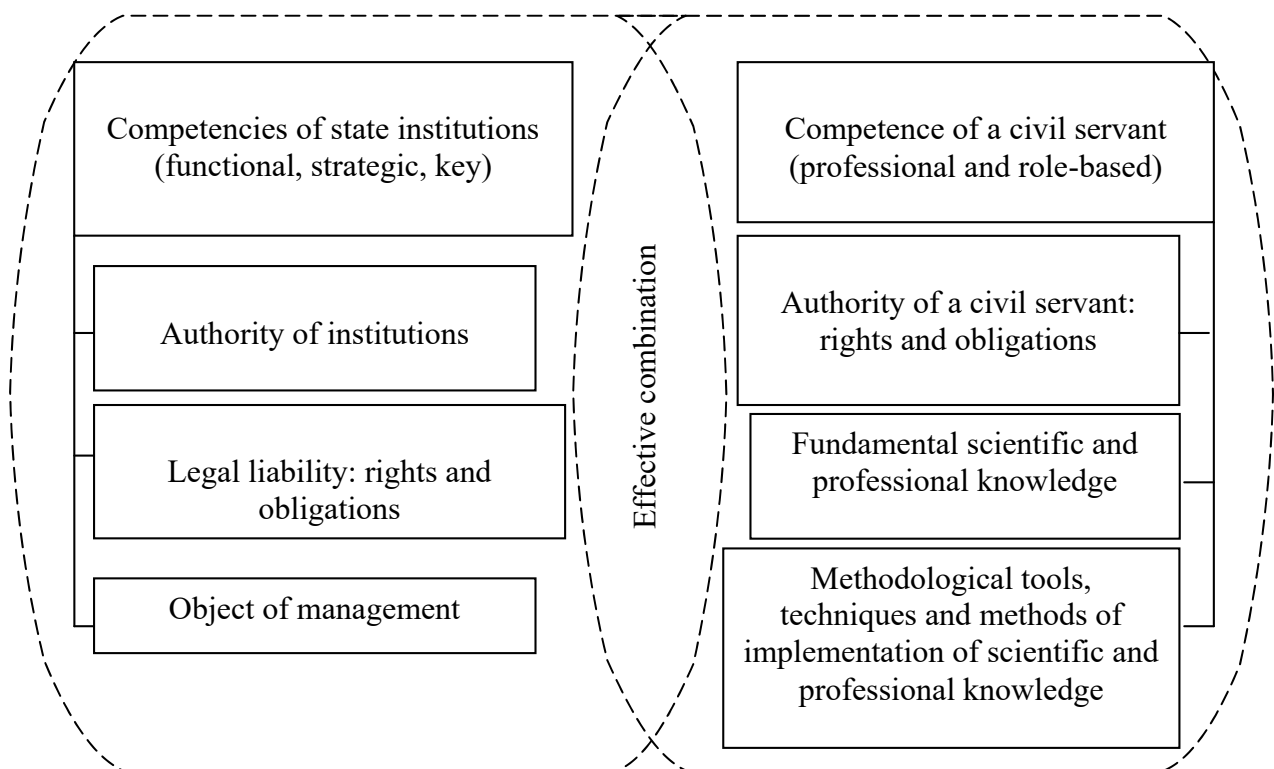 Competencies of state institutions
(functional, strategic, key)
Authority of institutions
Legal liability: rights and
obligations
Object of management
Effective combination
Competence of a civil servant
(professional and role-based)
Authority of a civil servant:
rights and obligations
Fundamental scientific and
professional knowledge
Methodological tools,
techniques and methods of
implementation of scientific and
professional knowledge